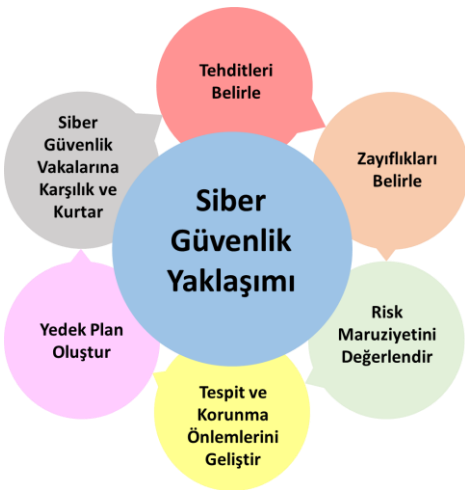 Tehditleri
Belirle
Siber
Güvenlik
Vakalarına
Karşılık ve
Kurtar
Zayıflıkları
Belirle
Siber
Güvenlik
Yaklaşımı
Yedek Plan
Oluştur
Risk
Maruziyetini
Değerlendir
Tespit ve
Korunma
Önlemlerini
Geliştir